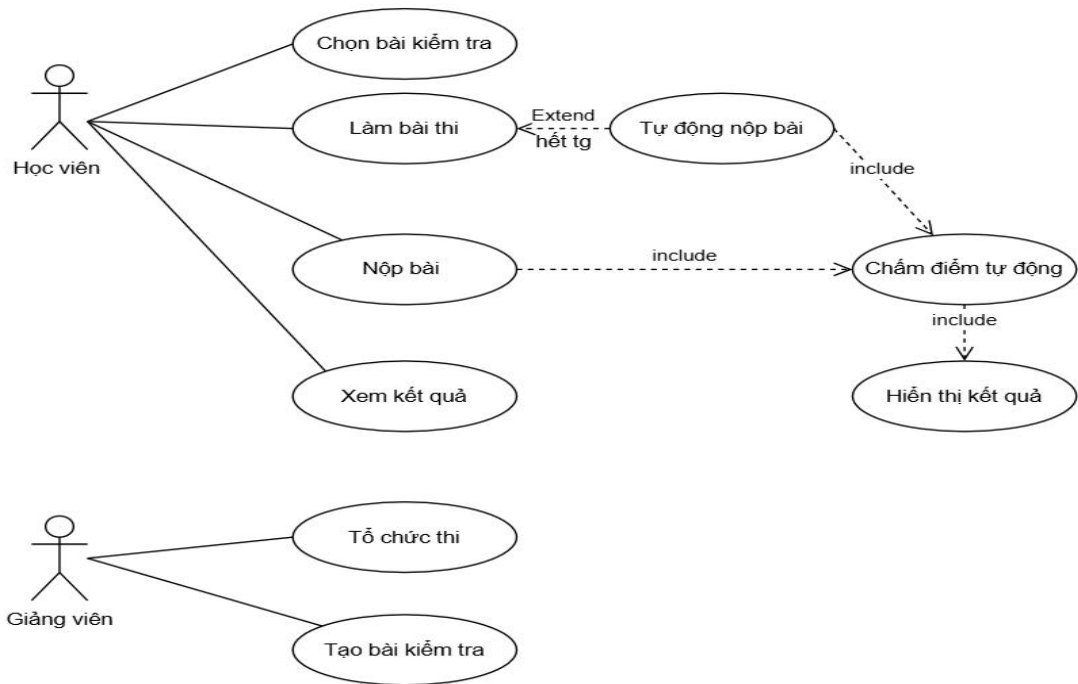 Chọn bài kiểm tra
Học viên
Làm bài thi
Extend
hết tg
Tự động nộp bài
include
Nộp bài
include
Chấm điểm tự động
include
Xem kết quả
Hiển thị kết quả
Giảng viên
Tổ chức thi
Tạo bài kiểm tra